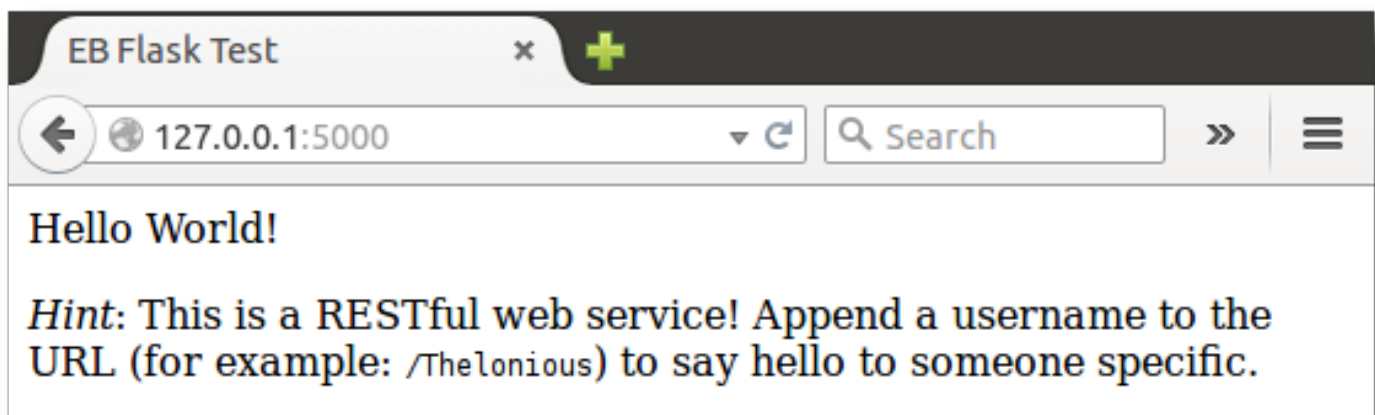 EB Flask Test
127.0.0.1:5000
Search
Hello World!
Hint: This is a RESTful web service! Append a username to the
URL (for example: /Thelonious) to say hello to someone specific.